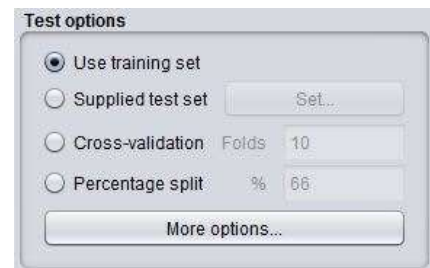 Test options
Use training set
Supplied test set Set...
Cross-validation Folds 10
Percentage split % 66
More options...